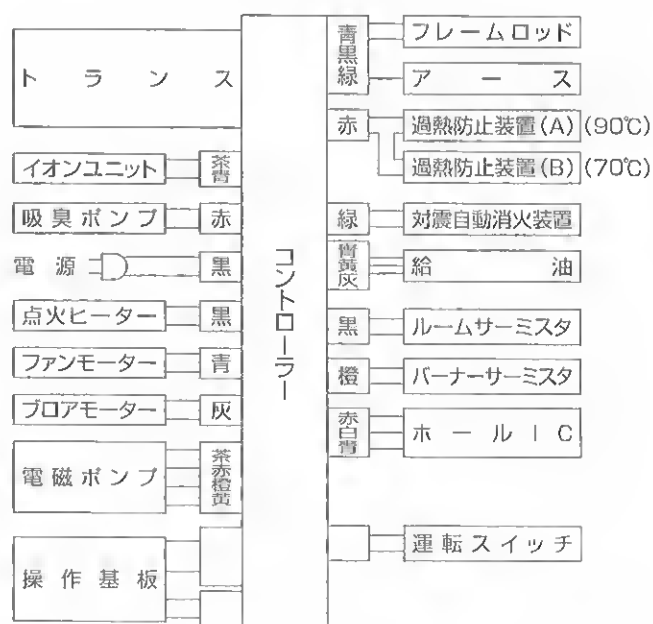 トランス
イオンユニット
茶
青
吸臭ポンプ
赤
電源
黒
点火ヒーター
黒
ファンモーター
青
ブロアモーター
灰
電磁ポンプ
茶
赤
橙
黄
操作基板
コントローラー
青
黒
緑
フレームロッド
アース
赤
過熱防止装置(A)(90℃)
過熱防止装置(B)(70℃)
緑
対震自動消火装置
青
黄
灰
給油
黒
ルームサーミスタ
橙
バーナーサーミスタ
赤
白
青
ホールIC
運転スイッチ